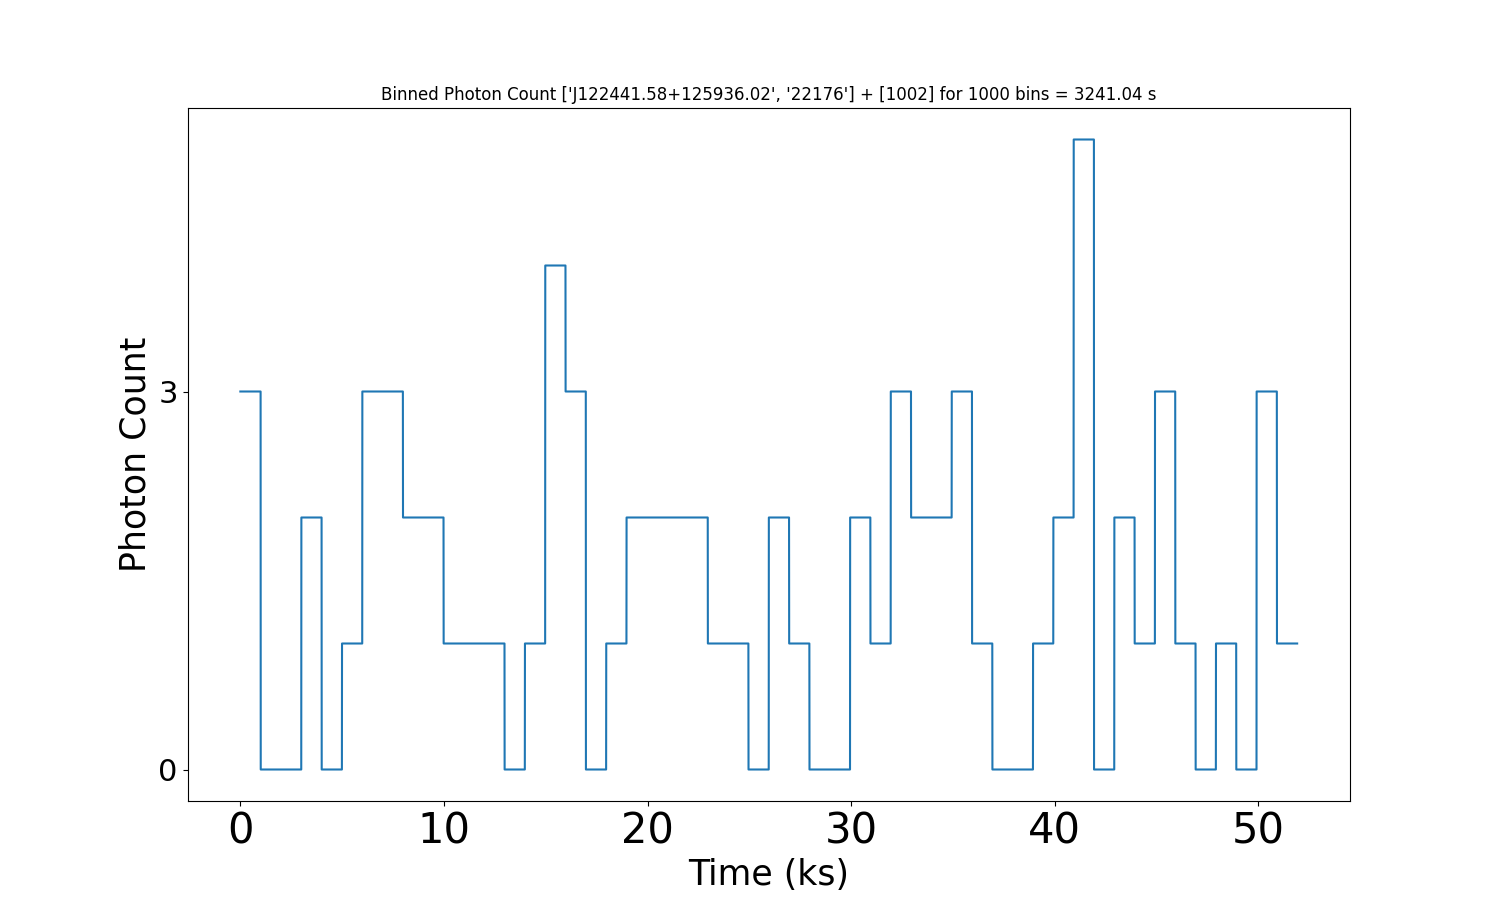 Binned Photon Count ['J122441.58+125936.02', '22176'] + [1002] for 1000 bins = 3241.04 s
Photon Count
3
0
0 10 20 30 40 50
Time (ks)